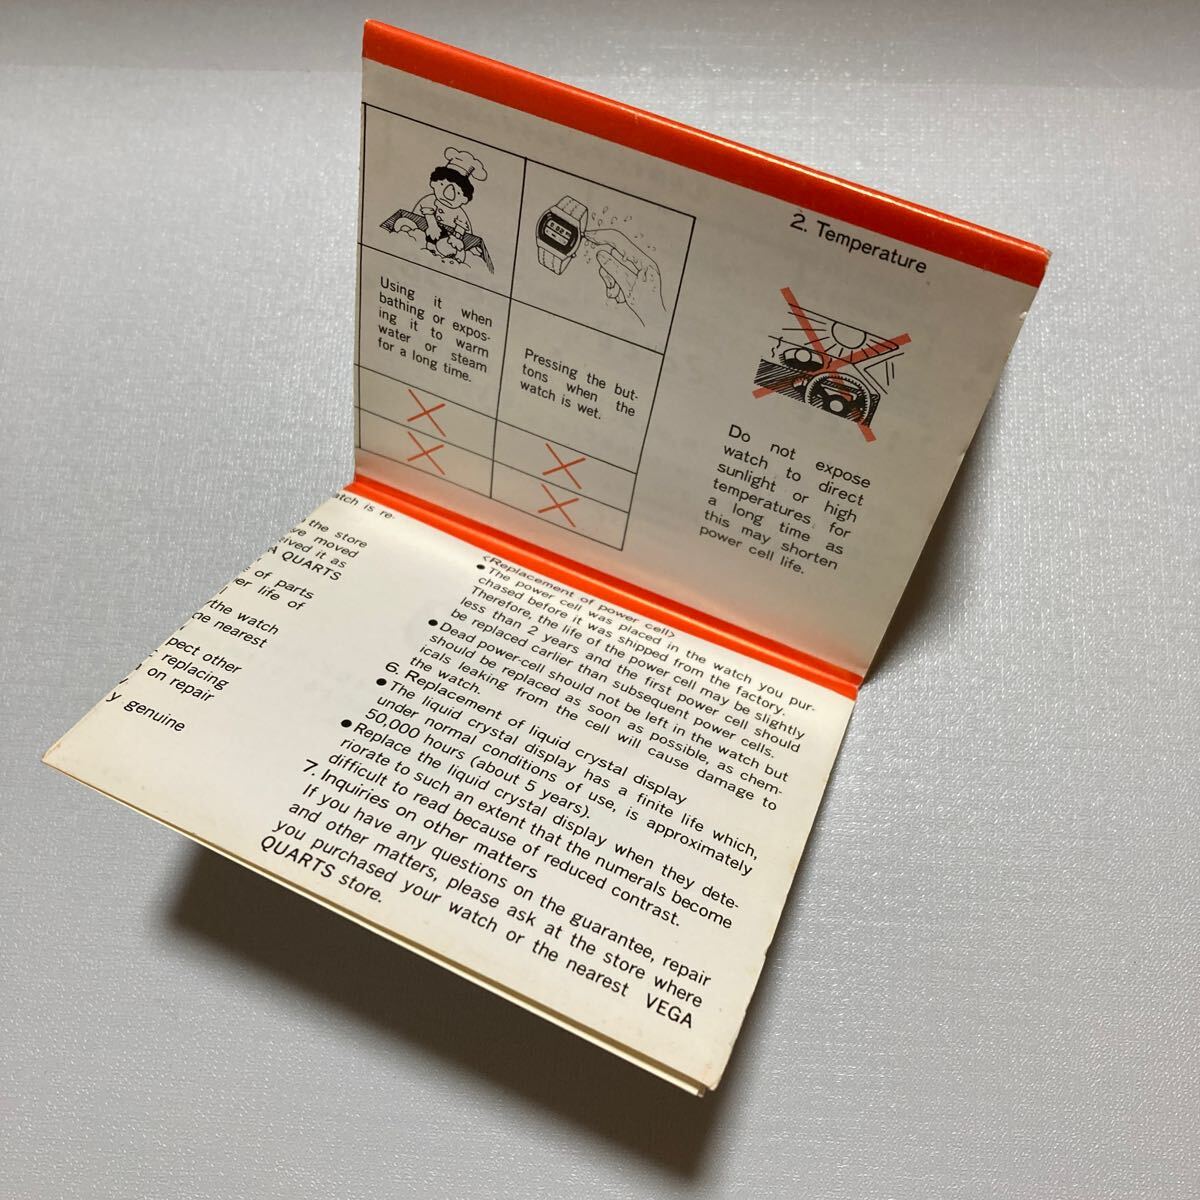 Using it when
bathing or expos-
ing it to warm
water or steam
for a long time.
Pressing the but-
tons when the
watch is wet.
2. Temperature
Do not expose
watch to direct
sunlight or high
temperatures for
a long time as
this may shorten
power cell life.
is re-
the store
moved
it as
QUARTS
of parts
life of
the watch
nearest
other
replacing
on repair
genuine
<Replacement of power cell>
● The power cell was placed in the watch you pur-
chased before it was shipped from the factory.
Therefore, the life of the power cell may be slightly
less than 2 years and the first power cell should
be replaced carlier than subsequent power cells.
● Dead power-cell should not be left in the watch but
should be replaced as soon as possible, as chem-
icals leaking from the cell will cause damage to
the watch.
6. Replacement of liquid crystal display
● The liquid crystal display has a finite life which,
under normal conditions of use, is approximately
50,000 hours (about 5 years).
● Replace the liquid crystal display when they dete-
riorate to such an extent that the numerals become
difficult to read because of reduced contrast.
7. Inquiries on other matters
If you have any questions on the guarantee, repair
and other matters, please ask at the store where
you purchased your watch or the nearest VEGA
QUARTS store.